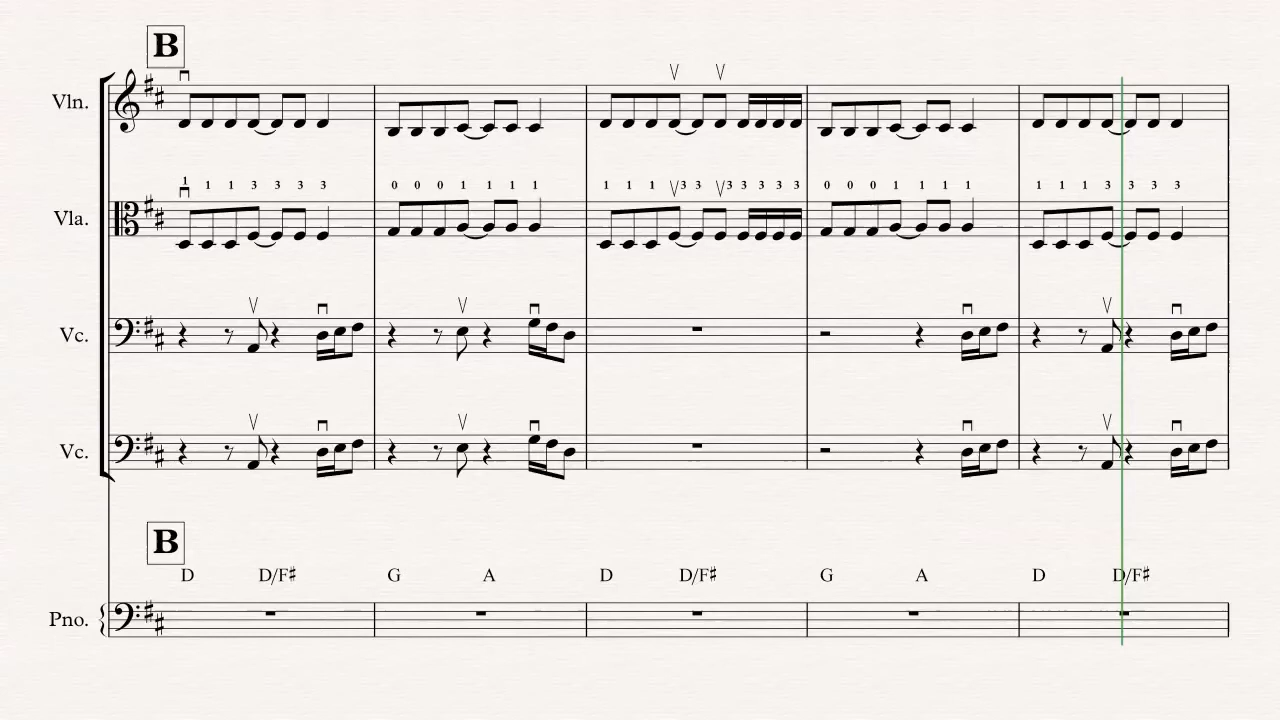 B
Vln.
1 1 1 3 3 3 3 0 0 0 1 1 1 1 1 1 1 3 3 3 3 3 3 3 0 0 0 1 1 1 1 1 1 1 3 3 3 3
Vla.
Vc.
Vc.
B
D D/F♯ G A D D/F♯ G A D D/F♯
Pno.